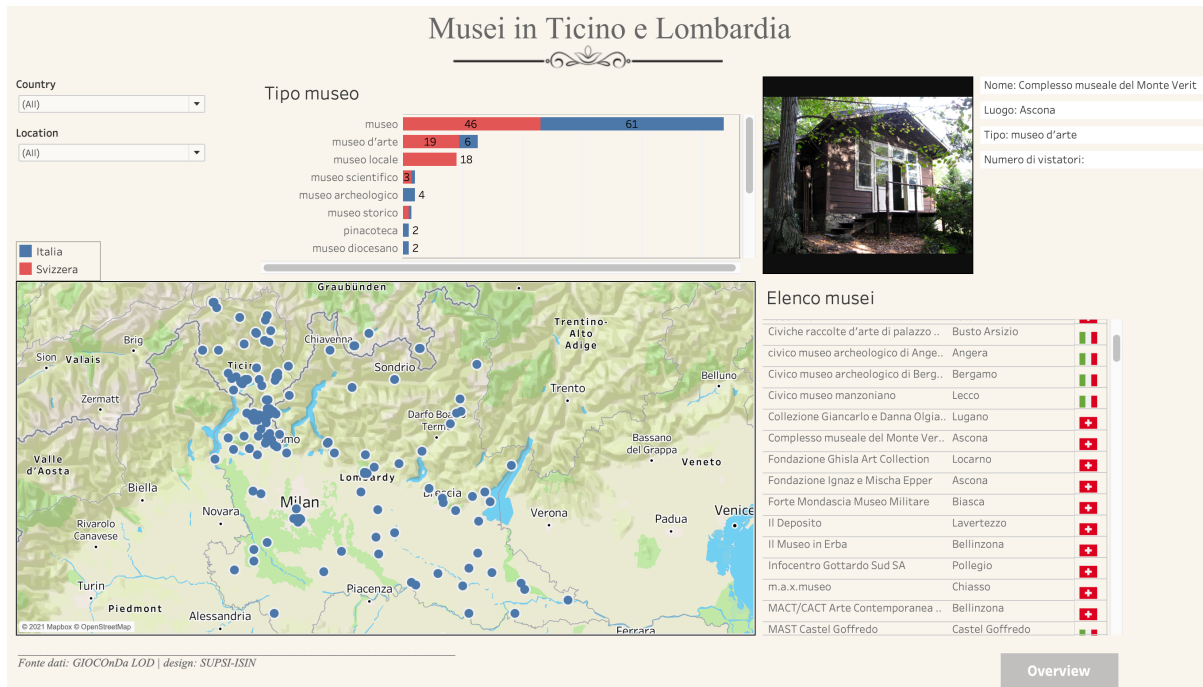 Musei in Ticino e Lombardia
Country
(All)
Location
(All)
Italia
Svizzera
Tipo museo
museo 46 61
museo d'arte 19 6
museo locale 18
museo scientifico 3
museo archeologico 4
museo storico
pinacoteca 2
museo diocesano 2
Nome: Complesso museale del Monte Verit
Luogo: Ascona
Tipo: museo d'arte
Numero di vistatori:
Graubünden
Trentino-
Alto
Adige
Brig
Chiavenna
Sion Valais
Ticin
Sondrio
Belluno
Trento
Zermatt
Darfo Boa
Term
Bassano
del Grappa
Veneto
omo
Valle
d'Aosta
Lombardy
Biella
Milan
Novara
Brescia
Verona
Padua
Venice
Rivarolo
Canavese
Turin
Piacenza
Piedmont
Alessandria
Ferrara
© 2021 Mapbox © OpenStreetMap
Elenco musei
Civiche raccolte d'arte di palazzo .. Busto Arsizio
civico museo archeologico di Ange.. Angera
Civico museo archeologico di Berg.. Bergamo
Civico museo manzoniano Lecco
Collezione Giancarlo e Danna Olgia.. Lugano
Complesso museale del Monte Ver.. Ascona
Fondazione Ghisla Art Collection Locarno
Fondazione Ignaz e Mischa Epper Ascona
Forte Mondascia Museo Militare Biasca
Il Deposito Lavertezzo
Il Museo in Erba Bellinzona
Infocentro Gottardo Sud SA Pollegio
m.a.x.museo Chiasso
MACT/CACT Arte Contemporanea .. Bellinzona
MAST Castel Goffredo Castel Goffredo
Fonte dati: GIOCOnDa LOD | design: SUPSI-ISIN
Overview